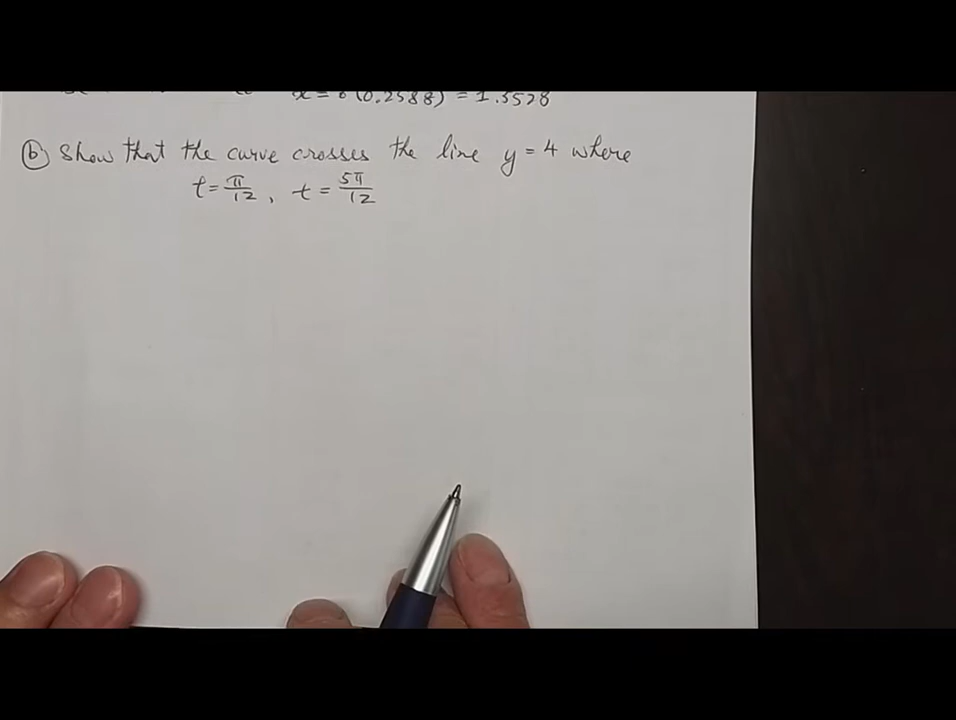 x = 6 (0.2588) = 1.5528
(b) Show that the curve crosses the line y = 4 where
t = π/12 , t = 5π/12